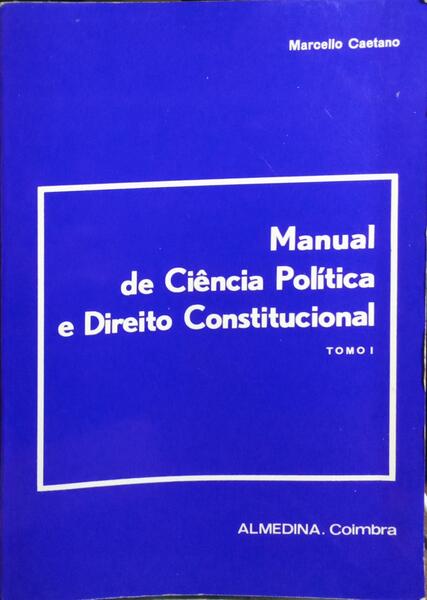 Marcello Caetano
Manual
de Ciência Política
e Direito Constitucional
TOMO I
ALMEDINA. Coimbra